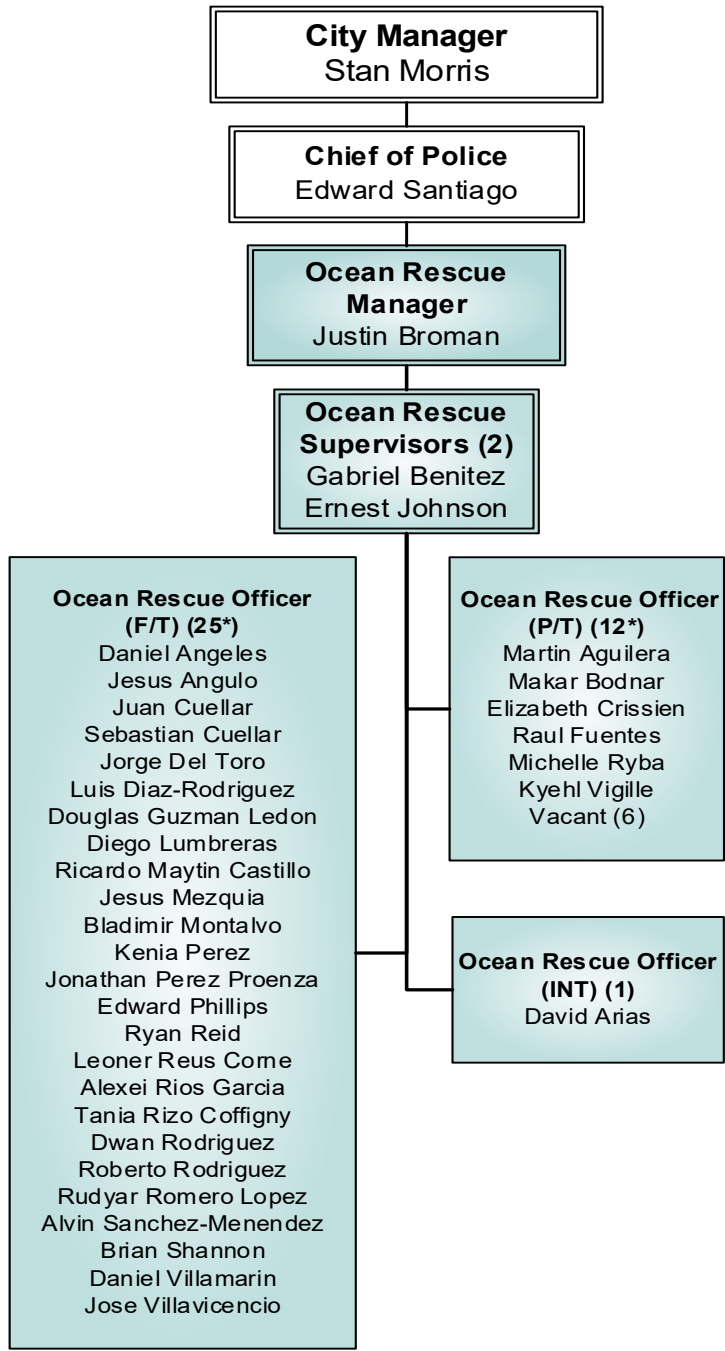 City Manager
Stan Morris
Chief of Police
Edward Santiago
Ocean Rescue
Manager
Justin Broman
Ocean Rescue
Supervisors (2)
Gabriel Benitez
Ernest Johnson
Ocean Rescue Officer
(F/T) (25*)
Daniel Angeles
Jesus Angulo
Juan Cuellar
Sebastian Cuellar
Jorge Del Toro
Luis Diaz-Rodriguez
Douglas Guzman Ledon
Diego Lumbreras
Ricardo Maytin Castillo
Jesus Mezquia
Bladimir Montalvo
Kenia Perez
Jonathan Perez Proenza
Edward Phillips
Ryan Reid
Leoner Reus Corne
Alexei Rios Garcia
Tania Rizo Coffigny
Dwan Rodriguez
Roberto Rodriguez
Rudyar Romero Lopez
Alvin Sanchez-Menendez
Brian Shannon
Daniel Villamarin
Jose Villavicencio
Ocean Rescue Officer
(P/T) (12*)
Martin Aguilera
Makar Bodnar
Elizabeth Crissien
Raul Fuentes
Michelle Ryba
Kyehl Vigille
Vacant (6)
Ocean Rescue Officer
(INT) (1)
David Arias